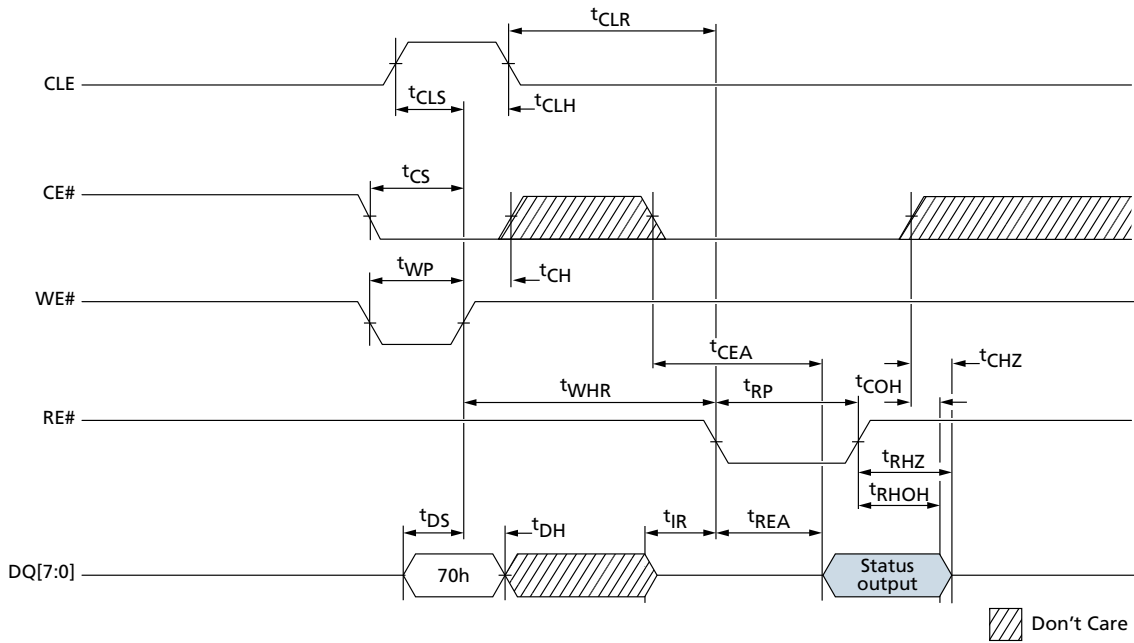 tCLR
CLE
tCLS
tCLH
tCS
CE#
tWP
tCH
WE#
tCEA
tCHZ
tWHR
tRP
tCOH
RE#
tRHZ
tRHOH
tDS
tDH
tIR
tREA
DQ[7:0]
70h
Status
output
Don't Care